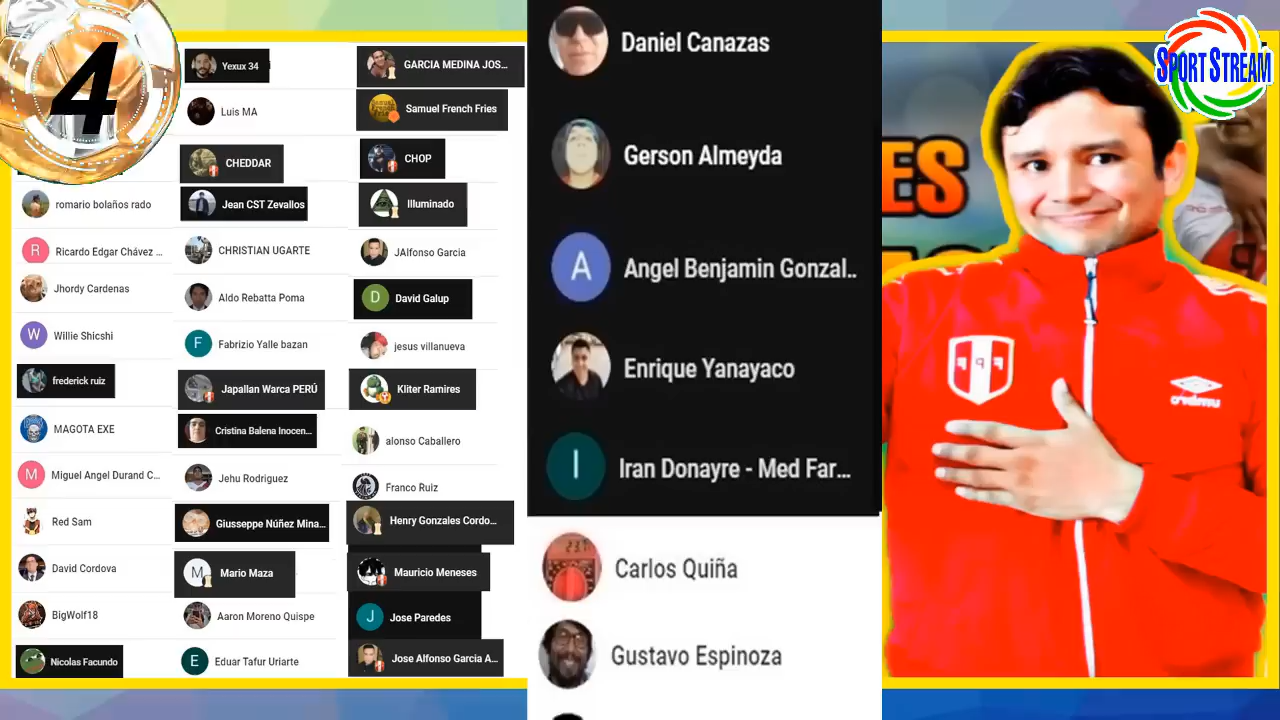 4
romario bolaños rado
Ricardo Edgar Chávez ...
Jhordy Cardenas
W Willie Shicshi
frederick ruiz
MAGOTA EXE
M Miguel Angel Durand C...
Red Sam
David Cordova
BigWolf18
Nicolas Facundo
Yexux 34
Luis MA
CHEDDAR
Jean CST Zevallos
CHRISTIAN UGARTE
Aldo Rebatta Poma
F Fabrizio Yalle bazan
Japallan Warca PERÚ
Cristina Balena Inocen...
Jehu Rodriguez
Giusseppe Núñez Mina...
M Mario Maza
Aaron Moreno Quispe
E Eduar Tafur Uriarte
GARCIA MEDINA JOS...
Samuel French Fries
CHOP
Illuminado
JAlfonso Garcia
D David Galup
jesus villanueva
Kliter Ramires
alonso Caballero
Franco Ruiz
Henry Gonzales Cordo...
Mauricio Meneses
J Jose Paredes
Jose Alfonso Garcia A...
Daniel Canazas
Gerson Almeyda
A Angel Benjamin Gonzal..
Enrique Yanayaco
I Iran Donayre - Med Far...
Carlos Quiña
Gustavo Espinoza
SPORT STREAM
ES